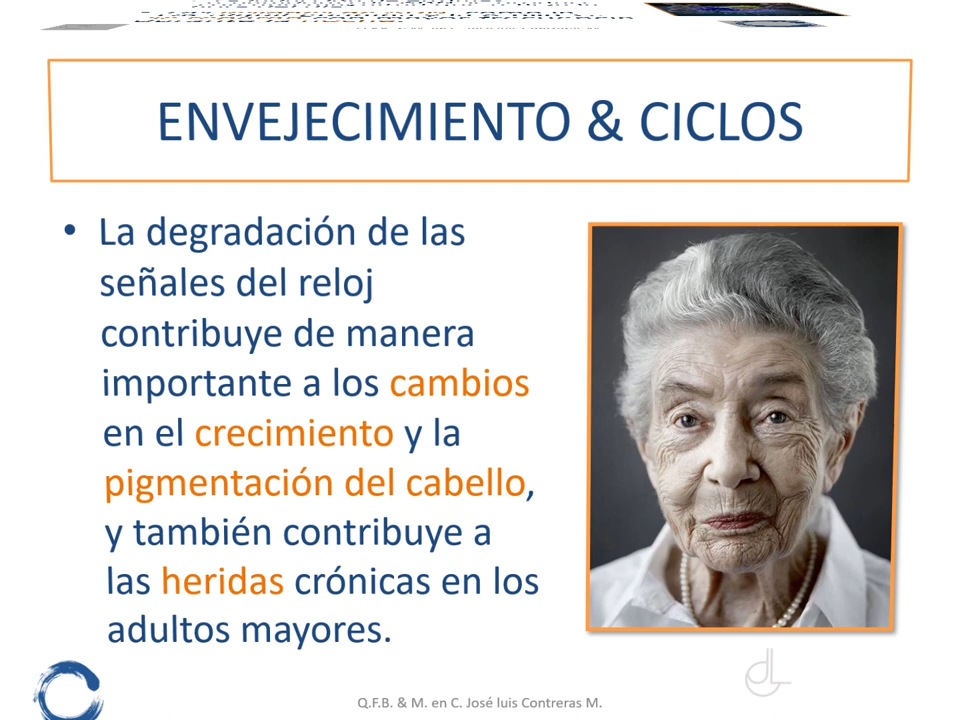 ENVEJECIMIENTO & CICLOS
• La degradación de las
señales del reloj
contribuye de manera
importante a los cambios
en el crecimiento y la
pigmentación del cabello,
y también contribuye a
las heridas crónicas en los
adultos mayores.
Q.F.B. & M. en C. José luis Contreras M.